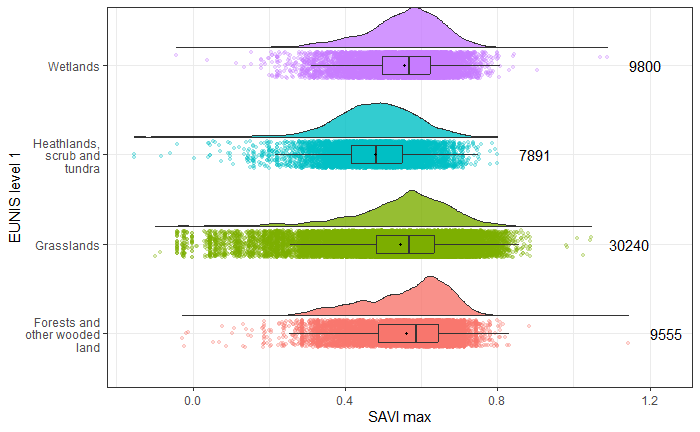 EUNIS level 1
Wetlands
9800
Heathlands,
scrub and
tundra
7891
Grasslands
30240
Forests and
other wooded
land
9555
0.0 0.4 0.8 1.2
SAVI max